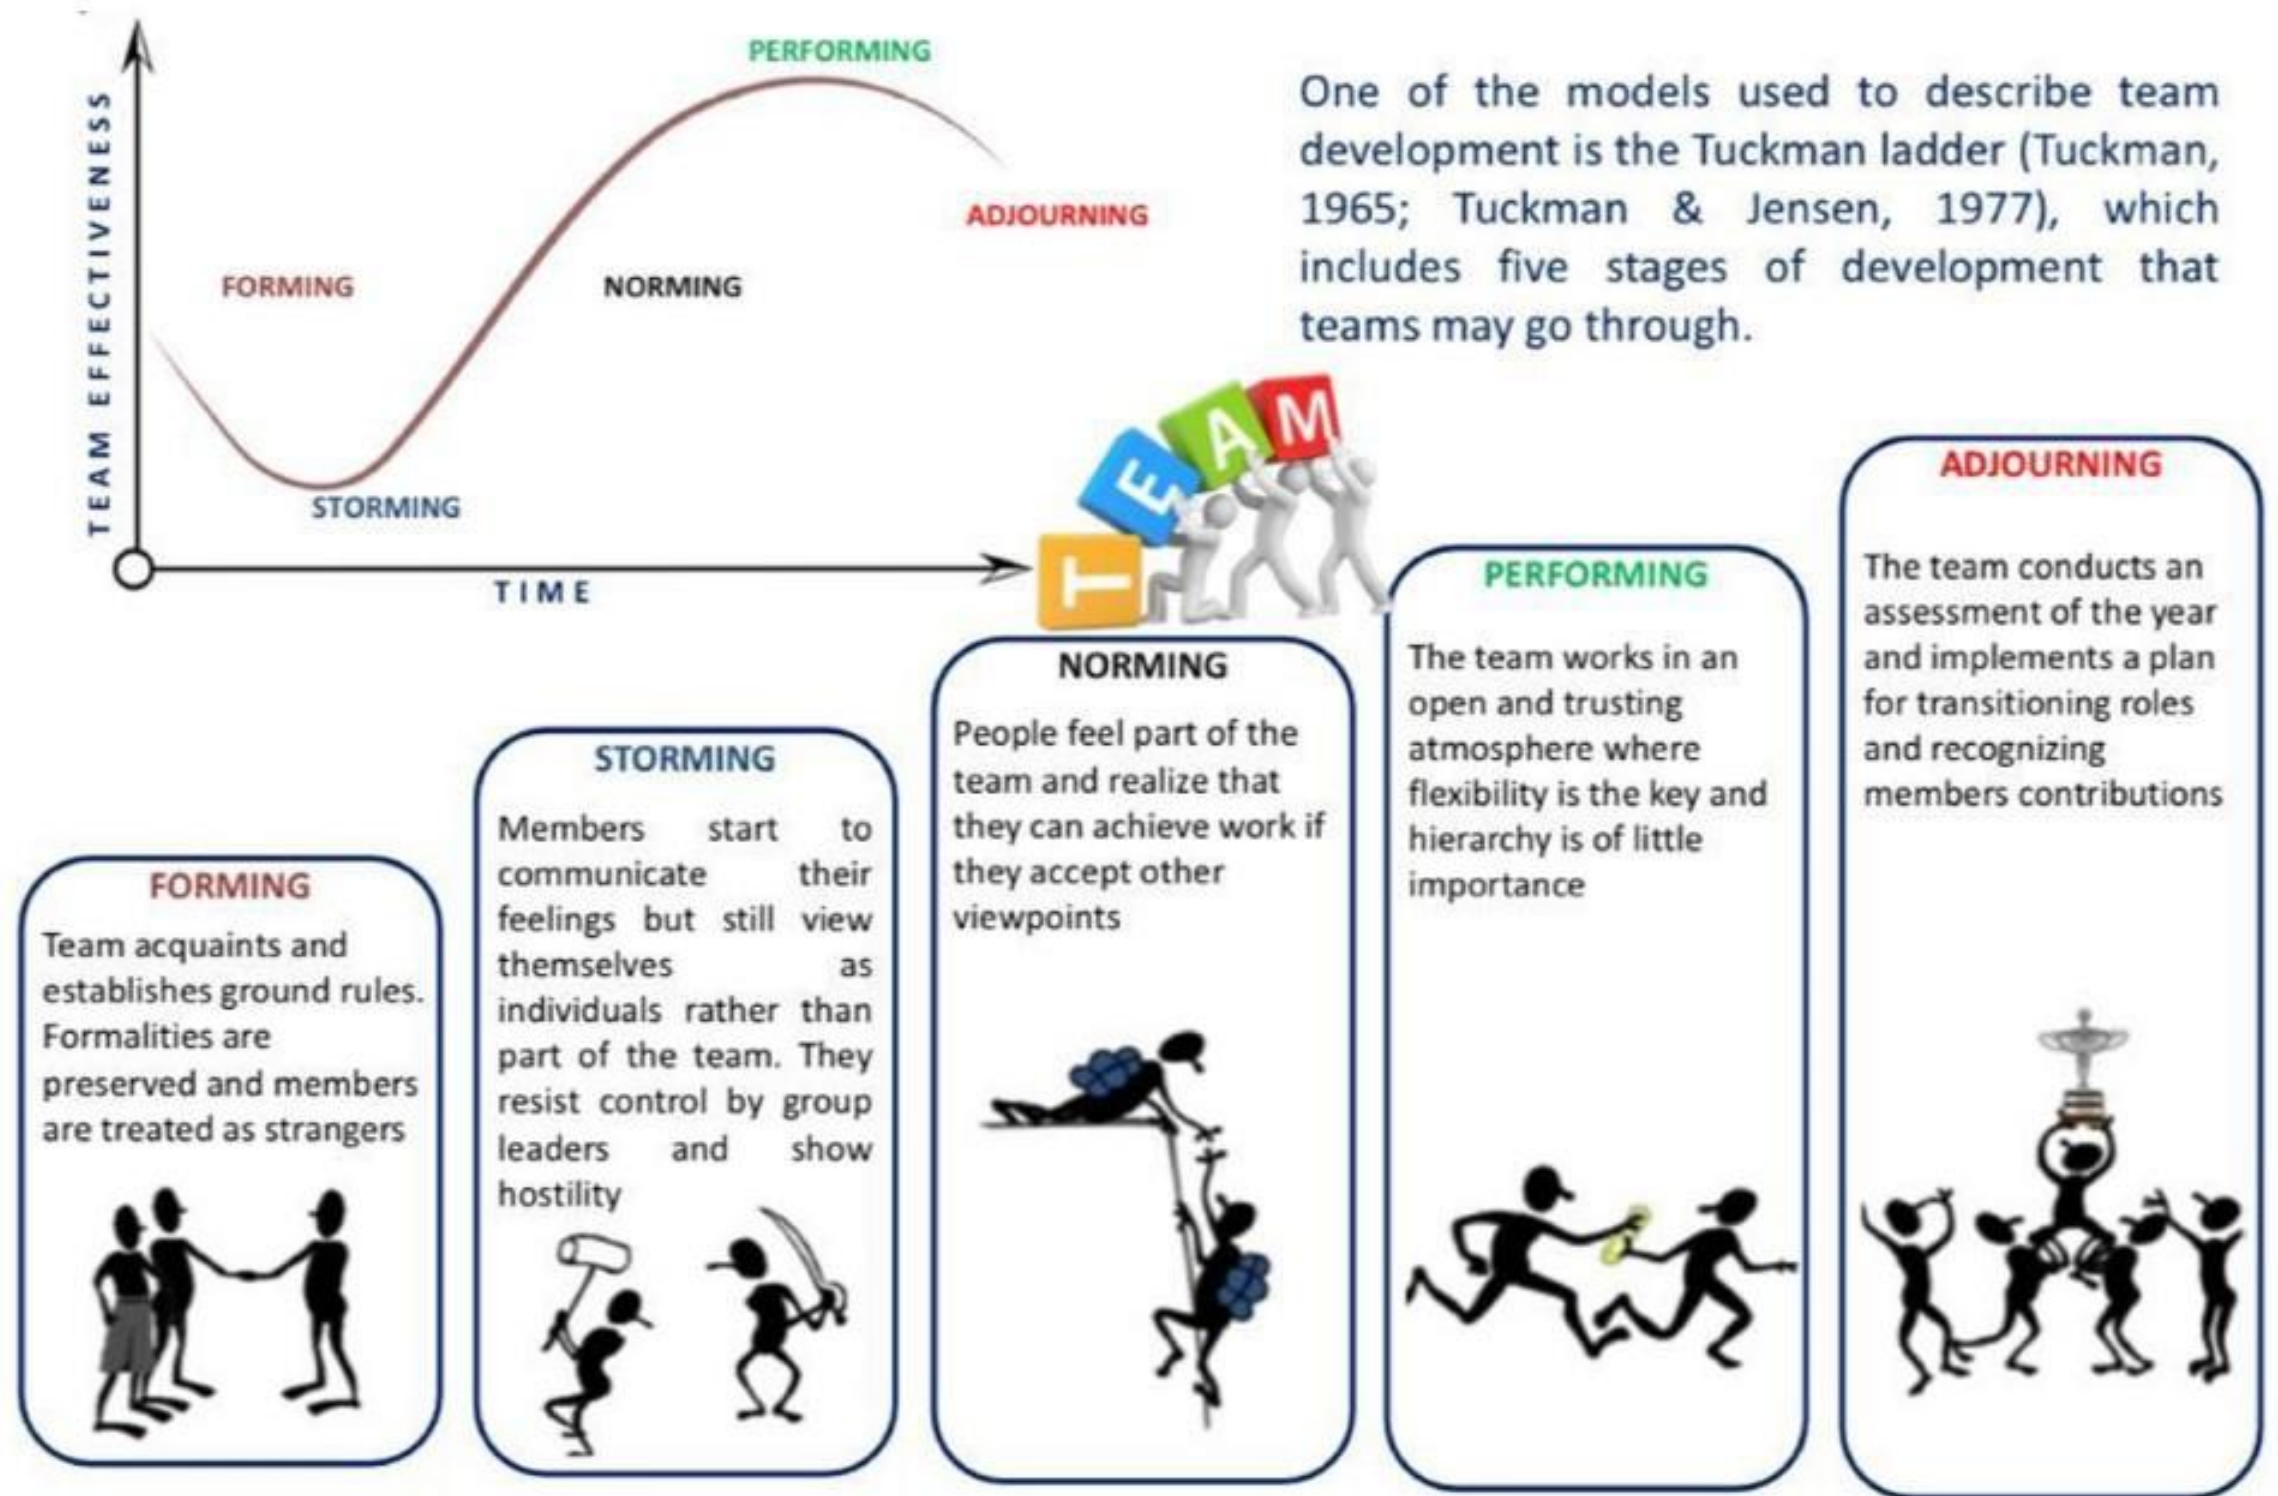 TEAM EFFECTIVENESS
PERFORMING
ADJOURNING
FORMING
NORMING
STORMING
TIME
One of the models used to describe team
development is the Tuckman ladder (Tuckman,
1965; Tuckman & Jensen, 1977), which
includes five stages of development that
teams may go through.
T
E
A
M
FORMING
Team acquaints and
establishes ground rules.
Formalities are
preserved and members
are treated as strangers
STORMING
Members start to
communicate their
feelings but still view
themselves as
individuals rather than
part of the team. They
resist control by group
leaders and show
hostility
NORMING
People feel part of the
team and realize that
they can achieve work if
they accept other
viewpoints
PERFORMING
The team works in an
open and trusting
atmosphere where
flexibility is the key and
hierarchy is of little
importance
ADJOURNING
The team conducts an
assessment of the year
and implements a plan
for transitioning roles
and recognizing
members contributions